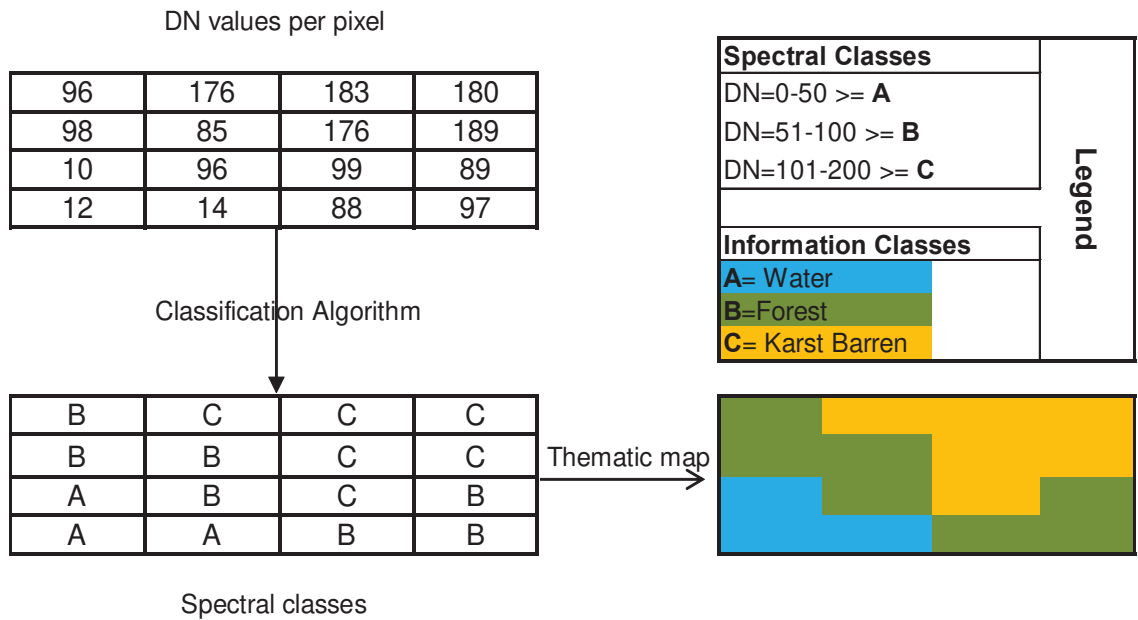 DN values per pixel
96 176 183 180
98 85 176 189
10 96 99 89
12 14 88 97
Classification Algorithm
B C C C
B B C C
A B C B
A A B B
Spectral classes
Thematic map
Spectral Classes
DN=0-50 >= A
DN=51-100 >= B
DN=101-200 >= C
Information Classes
A= Water
B=Forest
C= Karst Barren
Legend